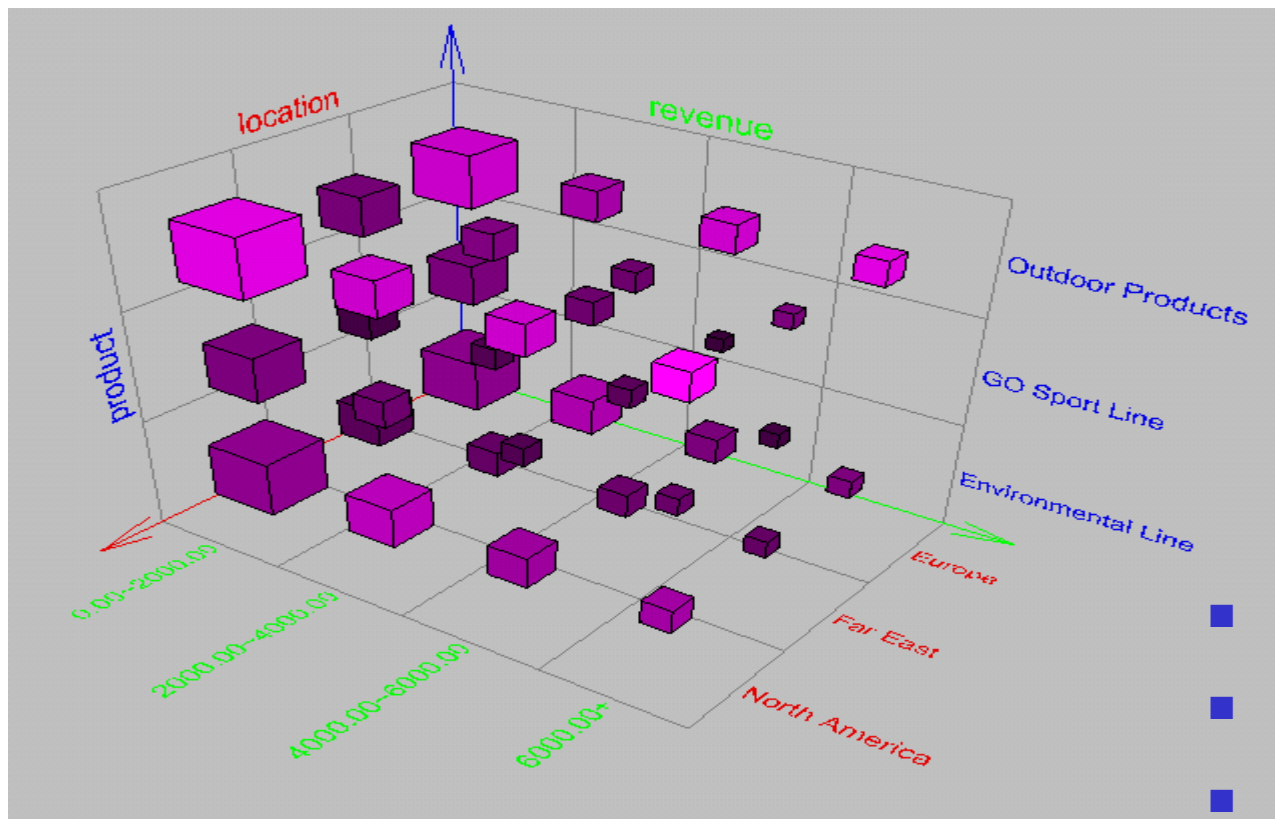 location
revenue
product
Outdoor Products
GO Sport Line
Environmental Line
Europe
Far East
North America
0.00~2000.00
2000.00~4000.00
4000.00~6000.00
6000.00+